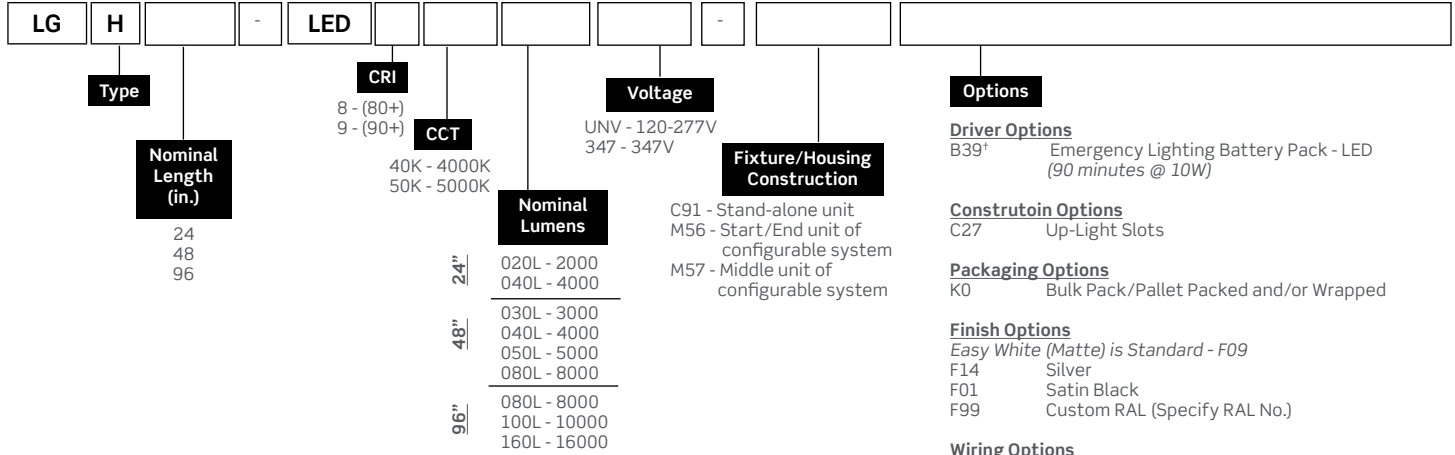 LG H - LED -
Type
Nominal
Length
(in.)
24
48
96
CRI
8 - (80+)
9 - (90+)
CCT
40K - 4000K
50K - 5000K
Nominal
Lumens
24"
020L - 2000
040L - 4000
48"
030L - 3000
040L - 4000
050L - 5000
080L - 8000
96"
080L - 8000
100L - 10000
160L - 16000
Voltage
UNV - 120-277V
347 - 347V
Fixture/Housing
Construction
C91 - Stand-alone unit
M56 - Start/End unit of
configurable system
M57 - Middle unit of
configurable system
Options
Driver Options
B39† Emergency Lighting Battery Pack - LED
(90 minutes @ 10W)
Construtoin Options
C27 Up-Light Slots
Packaging Options
K0 Bulk Pack/Pallet Packed and/or Wrapped
Finish Options
Easy White (Matte) is Standard - F09
F14 Silver
F01 Satin Black
F99 Custom RAL (Specify RAL No.)
Wiring Options